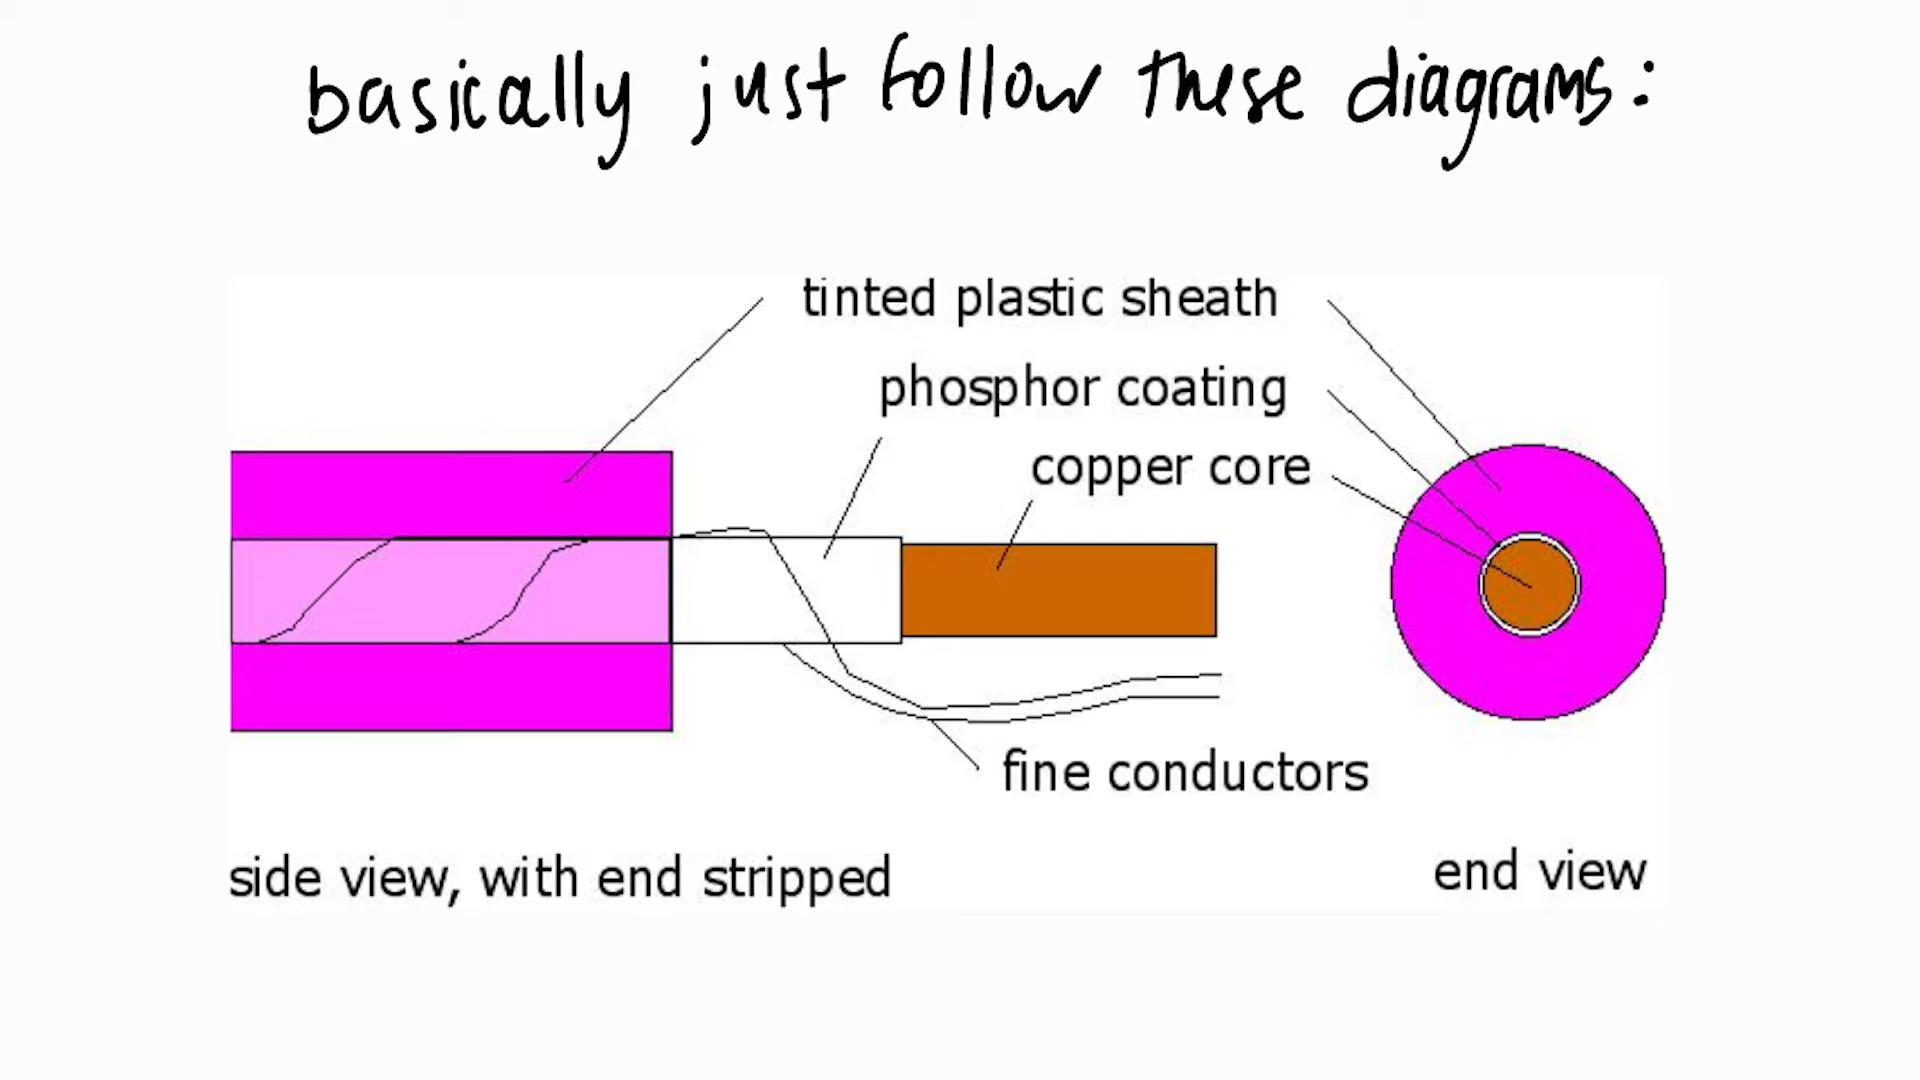 basically just follow these diagrams:
tinted plastic sheath
phosphor coating
copper core
fine conductors
side view, with end stripped
end view